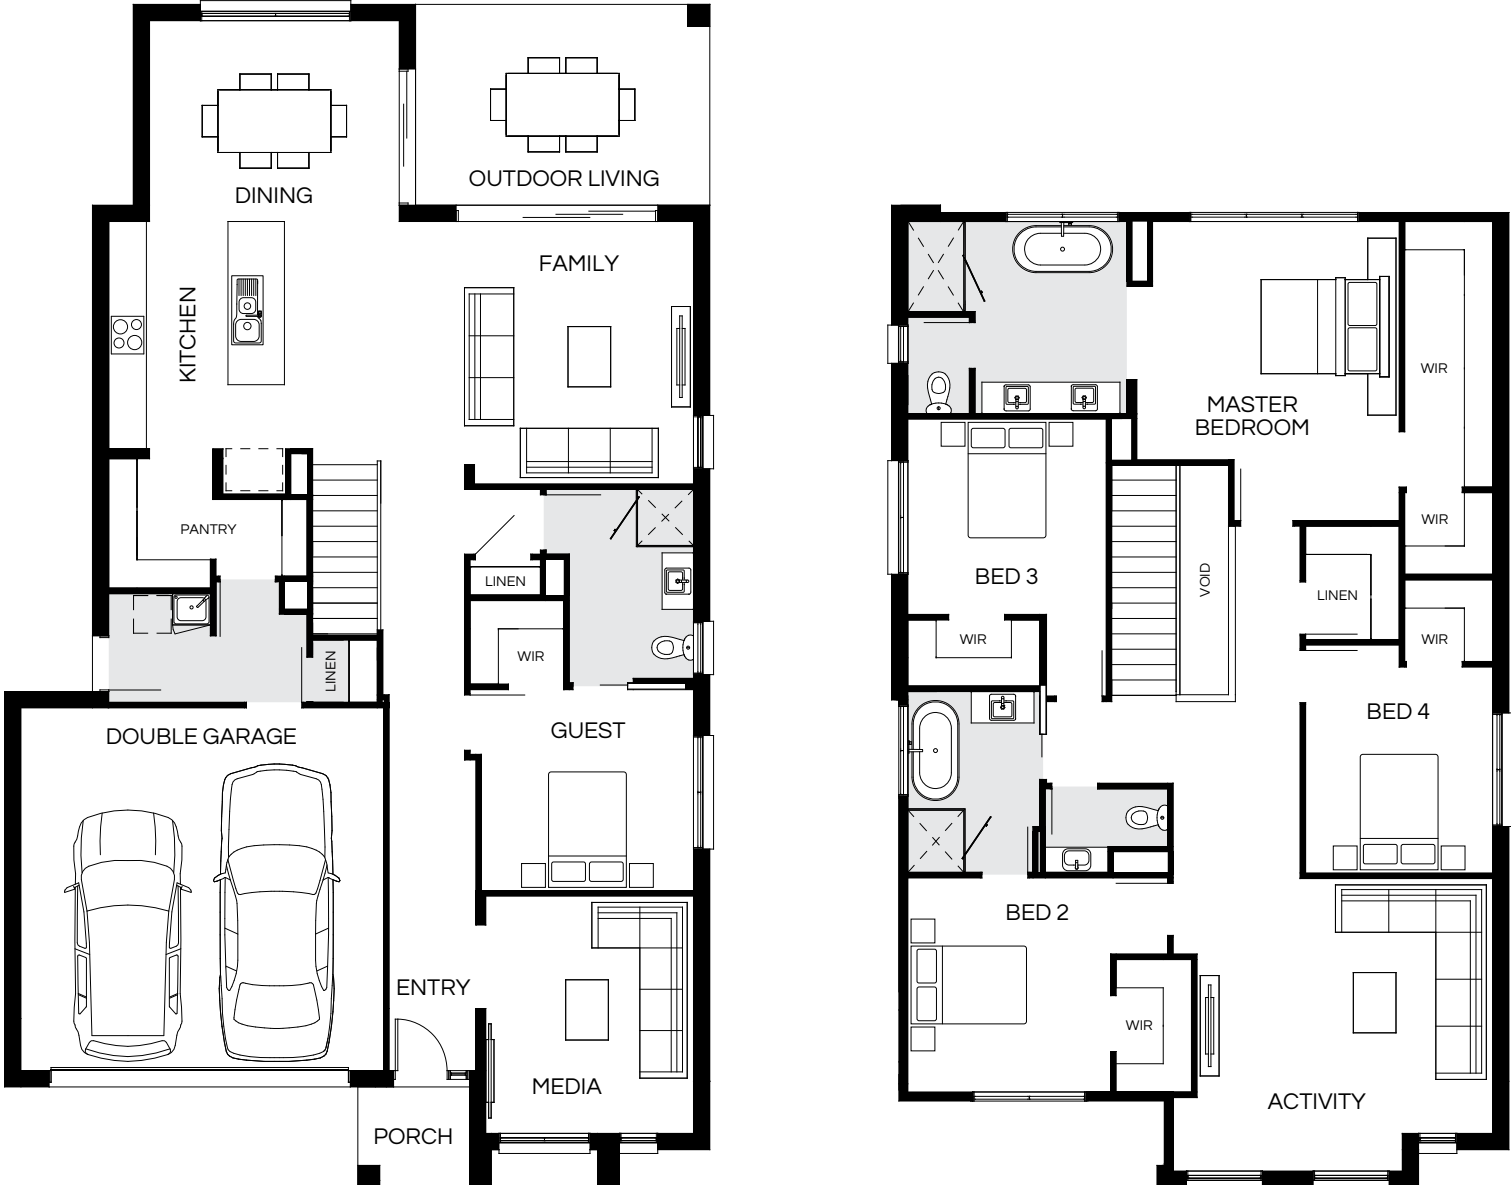 DINING
OUTDOOR LIVING
FAMILY
KITCHEN
PANTRY
LINEN
WIR
LINEN
GUEST
DOUBLE GARAGE
ENTRY
MEDIA
PORCH
WIR
MASTER
BEDROOM
WIR
BED 3
VOID
LINEN
WIR
WIR
BED 4
BED 2
WIR
ACTIVITY